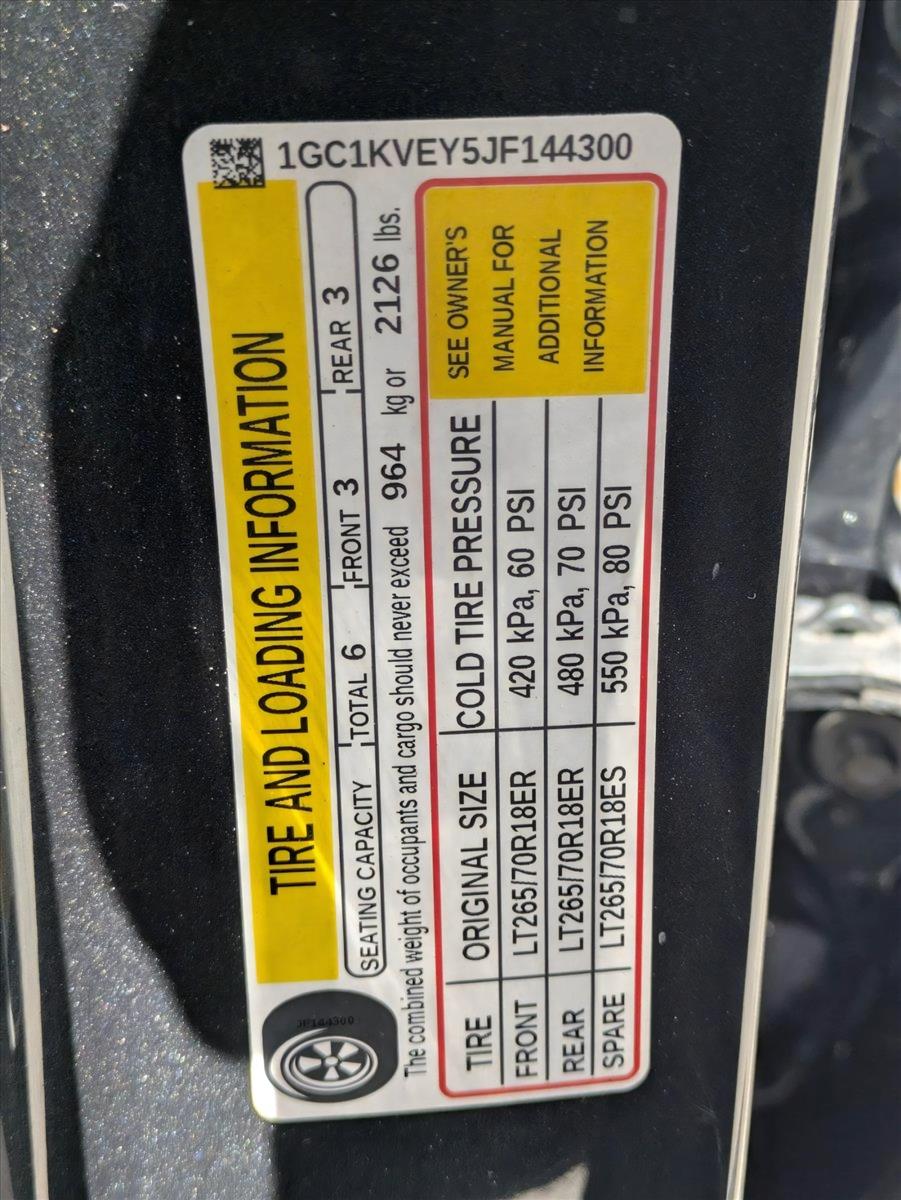 1GC1KVEY5JF144300
TIRE AND LOADING INFORMATION
SEATING CAPACITY TOTAL 6 FRONT 3 REAR 3
The combined weight of occupants and cargo should never exceed 964 kg or 2126 lbs.
TIRE ORIGINAL SIZE COLD TIRE PRESSURE
FRONT LT265/70R18ER 420 kPa, 60 PSI
REAR LT265/70R18ER 480 kPa, 70 PSI
SPARE LT265/70R18ES 550 kPa, 80 PSI
SEE OWNER'S
MANUAL FOR
ADDITIONAL
INFORMATION
JF144300